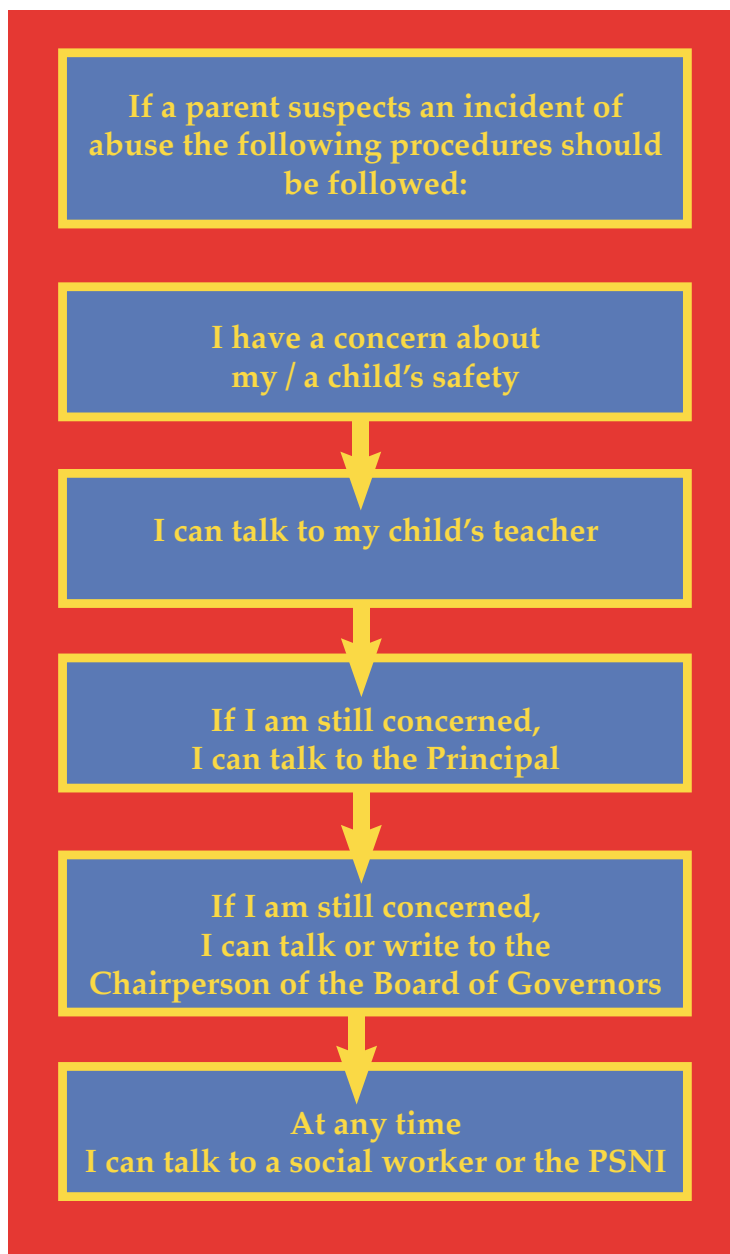 If a parent suspects an incident of
abuse the following procedures should
be followed:
I have a concern about
my / a child’s safety
I can talk to my child’s teacher
If I am still concerned,
I can talk to the Principal
If I am still concerned,
I can talk or write to the
Chairperson of the Board of Governors
At any time
I can talk to a social worker or the PSNI